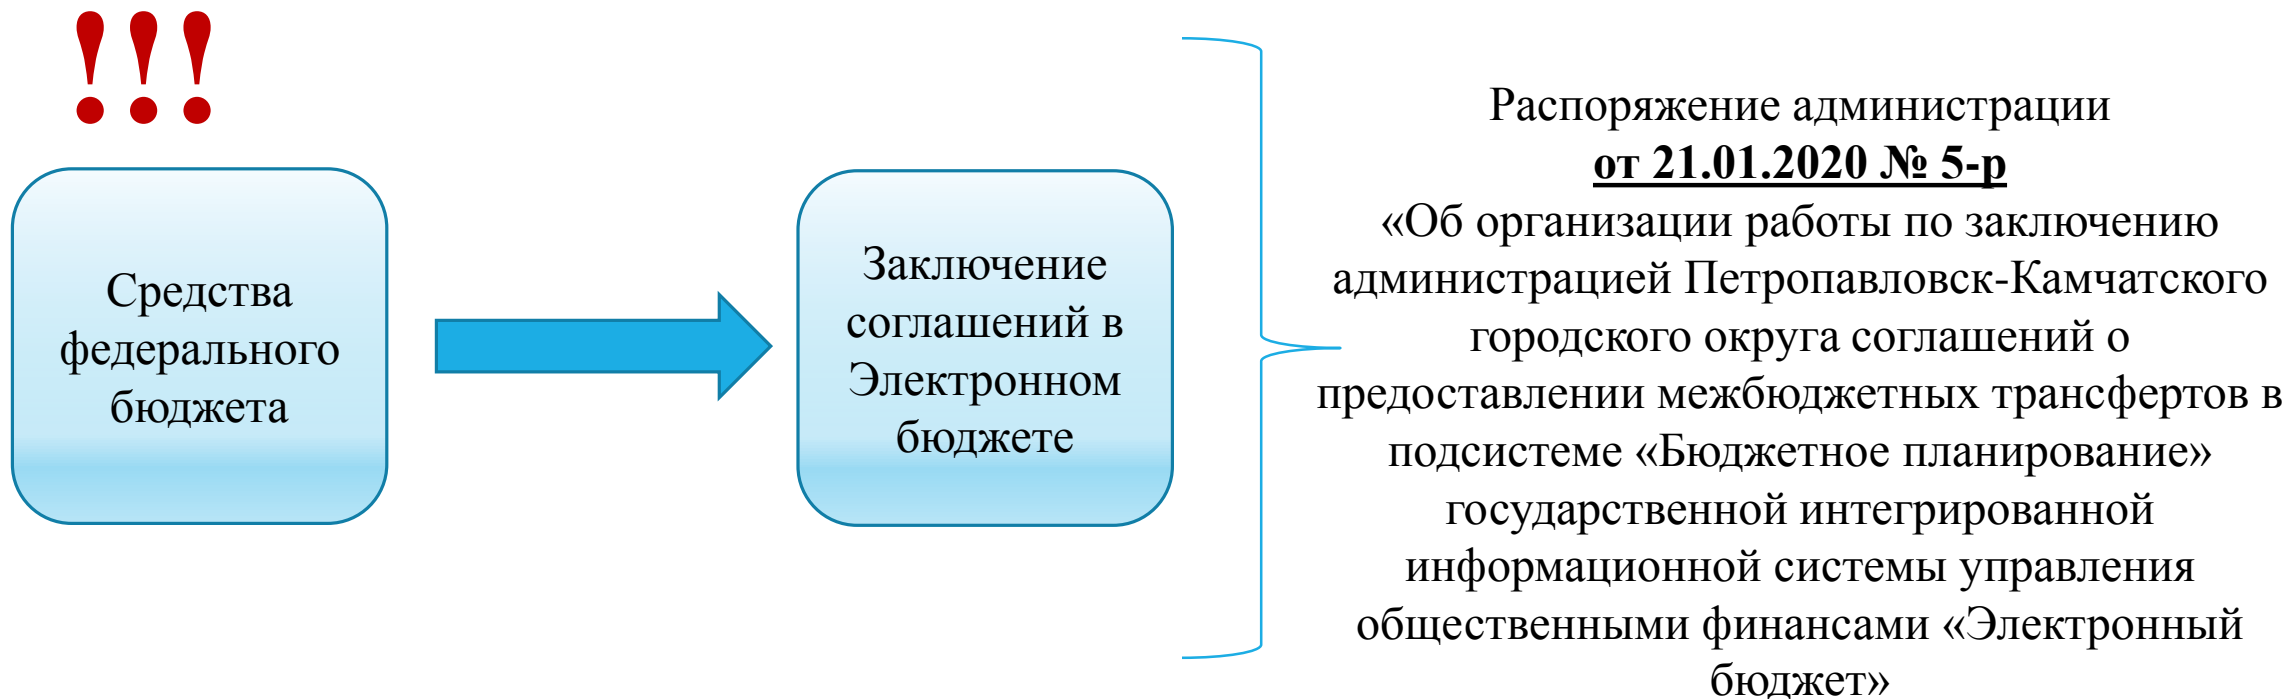 !!!
Средства
федерального
бюджета
Заключение
соглашений в
Электронном
бюджете
Распоряжение администрации
от 21.01.2020 № 5-р
«Об организации работы по заключению
администрацией Петропавловск-Камчатского
городского округа соглашений о
предоставлении межбюджетных трансфертов в
подсистеме «Бюджетное планирование»
государственной интегрированной
информационной системы управления
общественными финансами «Электронный
бюджет»